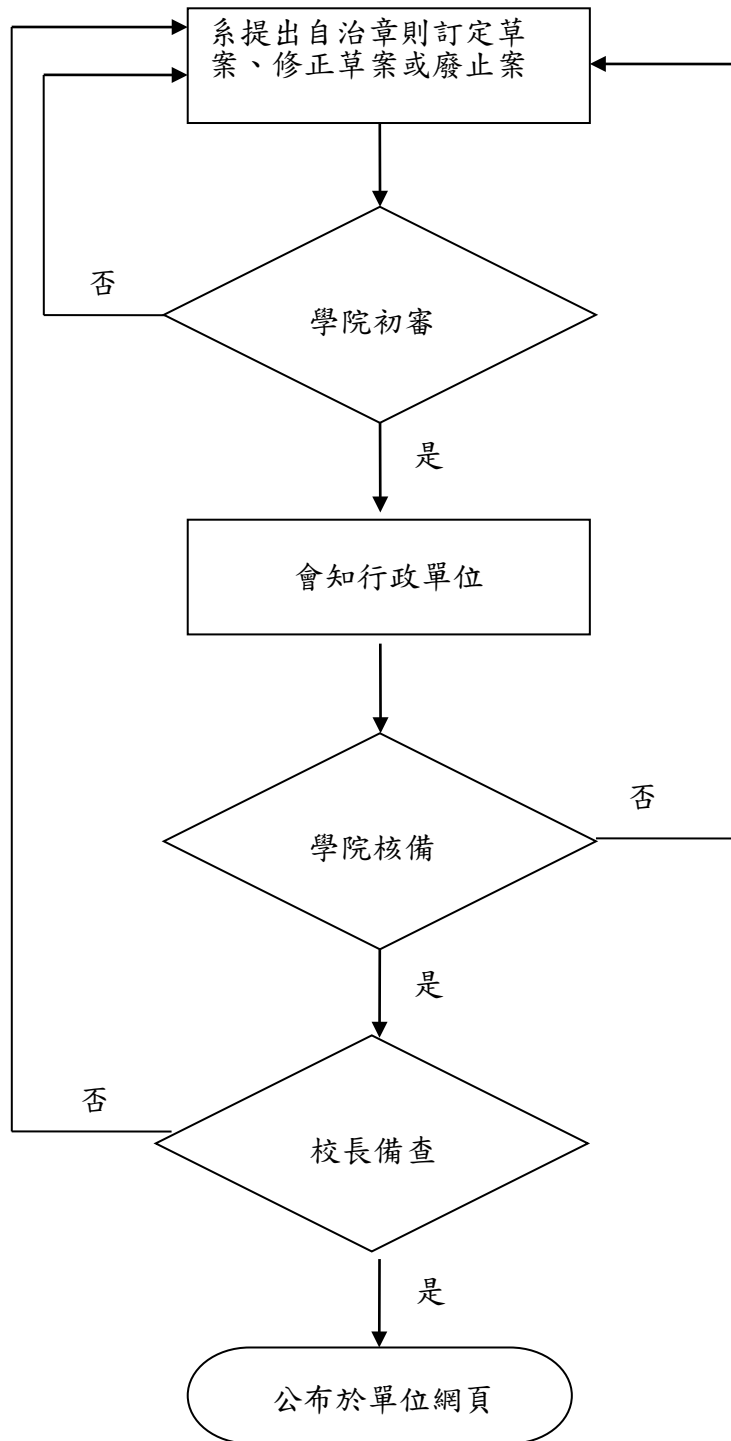 系提出自治章則訂定草
案、修正草案或廢止案
否
學院初審
是
會知行政單位
否
學院核備
是
否
校長備查
是
公布於單位網頁